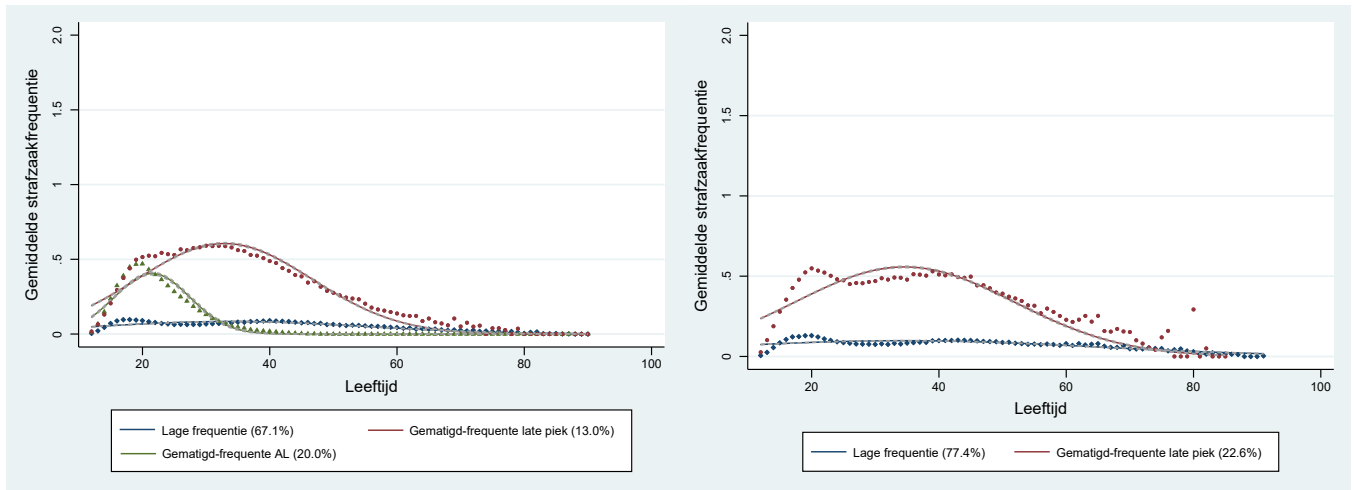 Gemiddelde strafzaakfrequentie
2.0
1.5
1
.5
0
20 40 60 80 100
Leeftijd
Lage frequentie (67.1%) Gematigd-frequente late piek (13.0%)
Gematigd-frequente AL (20.0%)
Gemiddelde strafzaakfrequentie
2.0
1.5
1
.5
0
20 40 60 80 100
Leeftijd
Lage frequentie (77.4%) Gematigd-frequente late piek (22.6%)